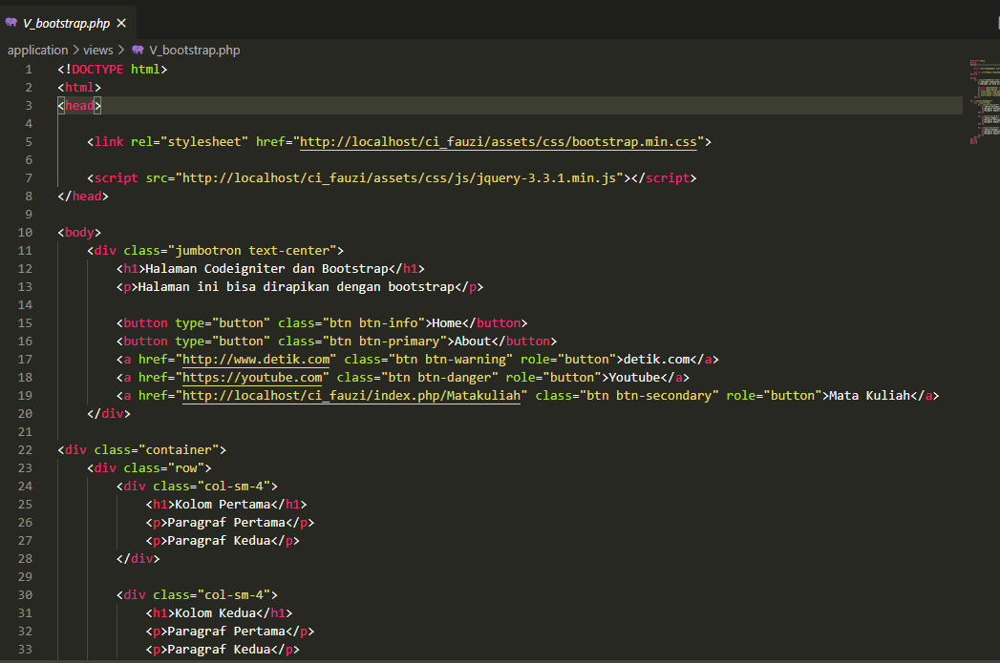 V_bootstrap.php
application > views > V_bootstrap.php
1 <!DOCTYPE html>
2 <html>
3 <head>
4
5 <link rel="stylesheet" href="http://localhost/ci_fauzi/assets/css/bootstrap.min.css">
6
7 <script src="http://localhost/ci_fauzi/assets/css/js/jquery-3.3.1.min.js"></script>
8 </head>
9
10 <body>
11 <div class="jumbotron text-center">
12 <h1>Halaman Codeigniter dan Bootstrap</h1>
13 <p>Halaman ini bisa dirapikan dengan bootstrap</p>
14
15 <button type="button" class="btn btn-info">Home</button>
16 <button type="button" class="btn btn-primary">About</button>
17 <a href="http://www.detik.com" class="btn btn-warning" role="button">detik.com</a>
18 <a href="https://youtube.com" class="btn btn-danger" role="button">Youtube</a>
19 <a href="http://localhost/ci_fauzi/index.php/Matakuliah" class="btn btn-secondary" role="button">Mata Kuliah</a>
20 </div>
21
22 <div class="container">
23 <div class="row">
24 <div class="col-sm-4">
25 <h1>Kolom Pertama</h1>
26 <p>Paragraf Pertama</p>
27 <p>Paragraf Kedua</p>
28 </div>
29
30 <div class="col-sm-4">
31 <h1>Kolom Kedua</h1>
32 <p>Paragraf Pertama</p>
33 <p>Paragraf Kedua</p>